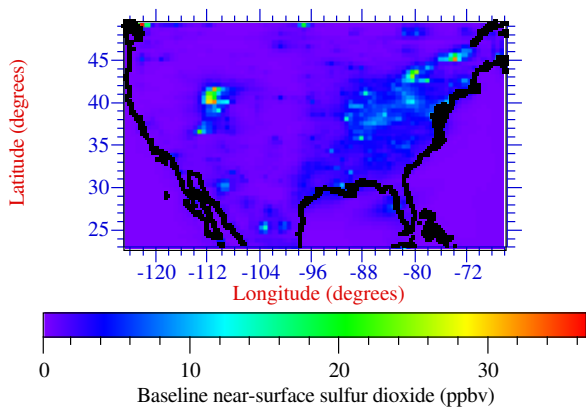 45
40
35
30
25
Latitude (degrees)
-120 -112 -104 -96 -88 -80 -72
Longitude (degrees)
0 10 20 30
Baseline near-surface sulfur dioxide (ppbv)